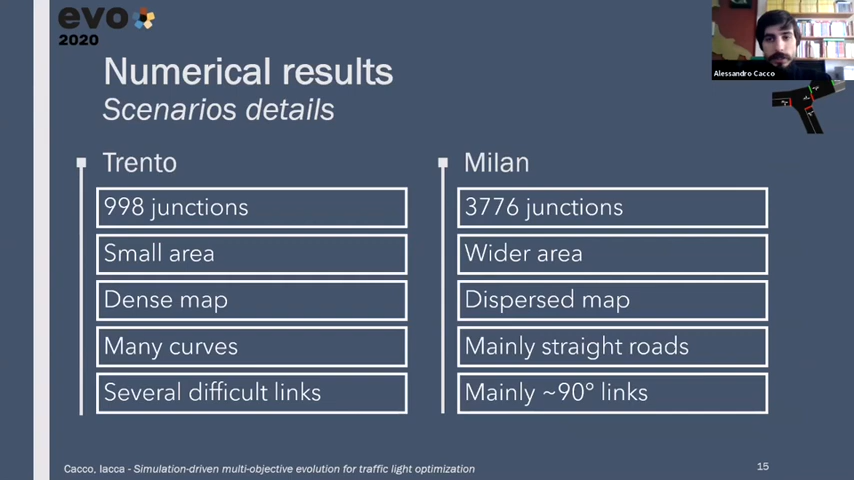 evo
2020
Alessandro Cacco
Numerical results
Scenarios details
Trento
998 junctions
Small area
Dense map
Many curves
Several difficult links
Milan
3776 junctions
Wider area
Dispersed map
Mainly straight roads
Mainly ~90° links
Cacco, Iacca - Simulation-driven multi-objective evolution for traffic light optimization
15